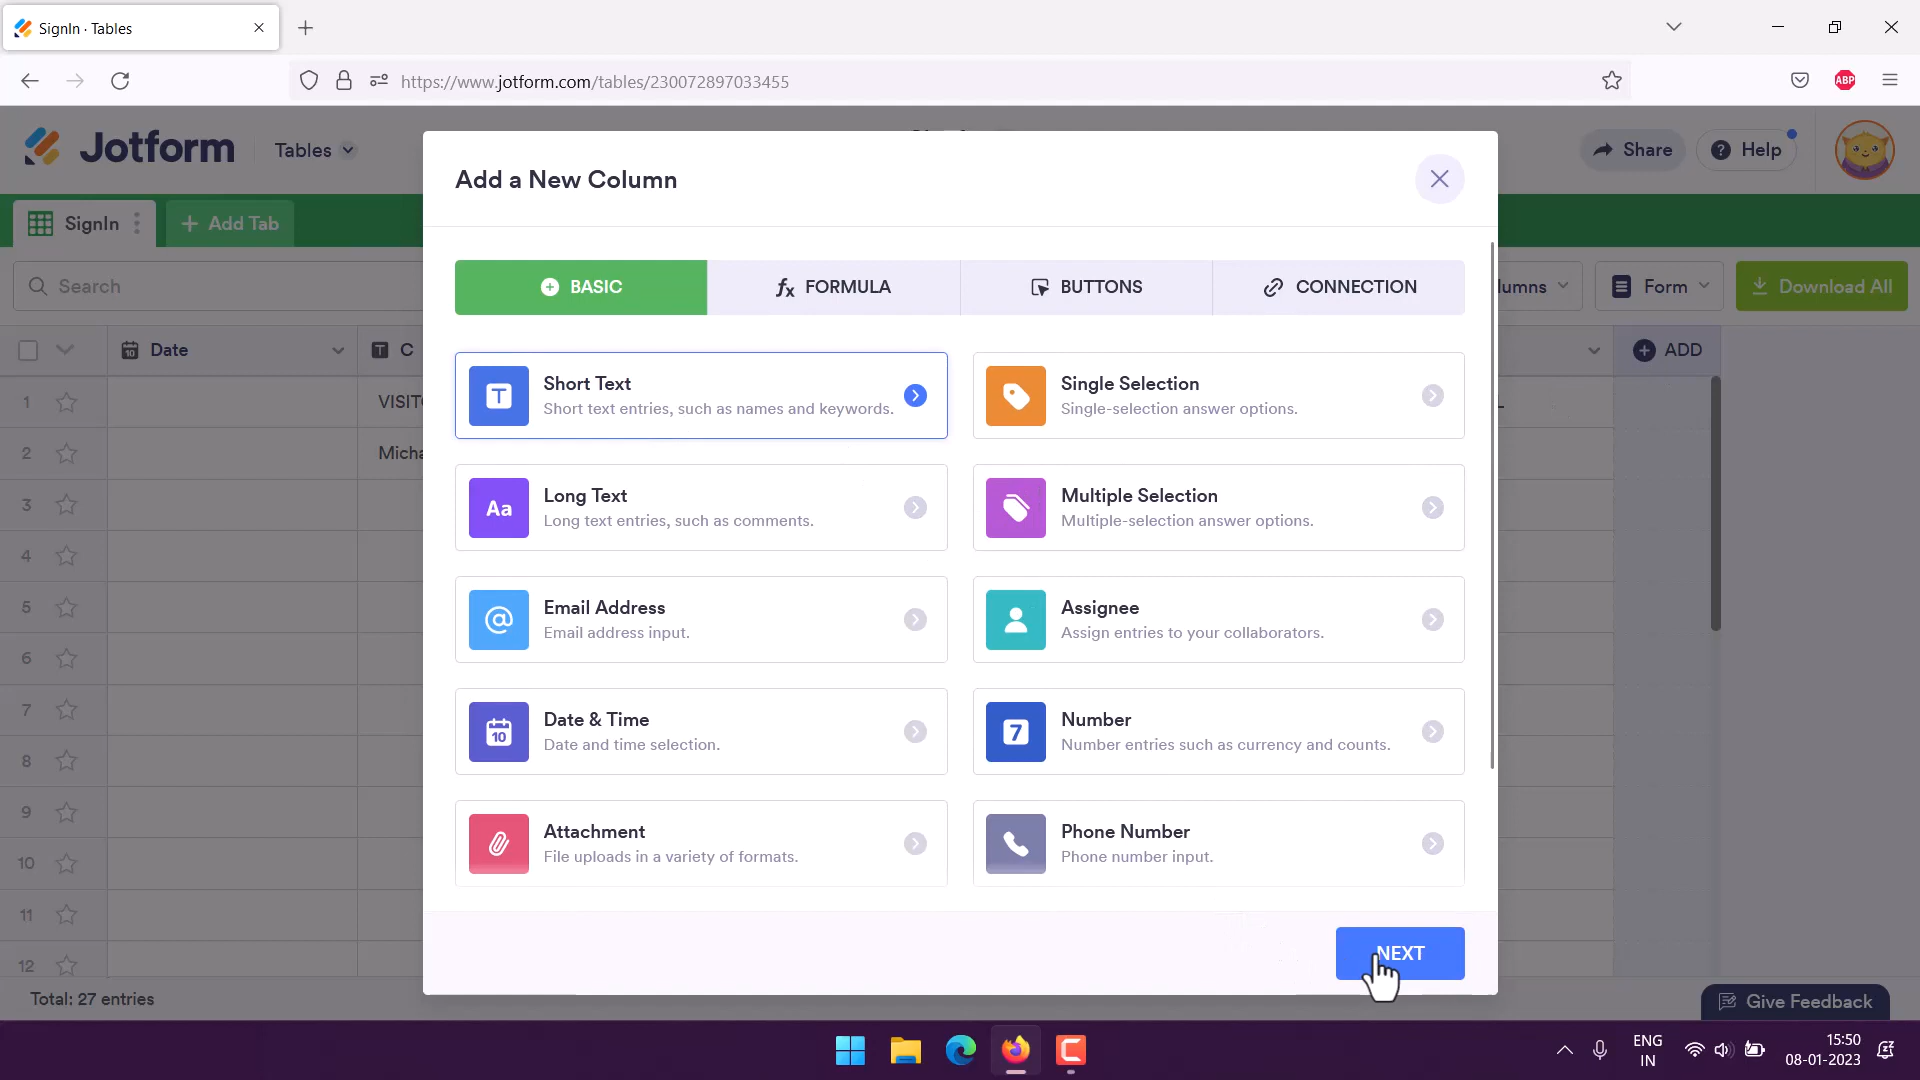 SignIn · Tables
https://www.jotform.com/tables/230072897033455
ABP
Jotform
Tables
Share
Help
SignIn
Add Tab
Search
Form
Download All
Date
C
ADD
1
2
3
4
5
6
7
8
9
10
11
12
Total: 27 entries
Give Feedback
Add a New Column
BASIC
FORMULA
BUTTONS
CONNECTION
T
Short Text
Short text entries, such as names and keywords.
Single Selection
Single-selection answer options.
Aa
Long Text
Long text entries, such as comments.
Multiple Selection
Multiple-selection answer options.
@
Email Address
Email address input.
Assignee
Assign entries to your collaborators.
10
Date & Time
Date and time selection.
7
Number
Number entries such as currency and counts.
Attachment
File uploads in a variety of formats.
Phone Number
Phone number input.
NEXT
ENG
IN
15:50
08-01-2023